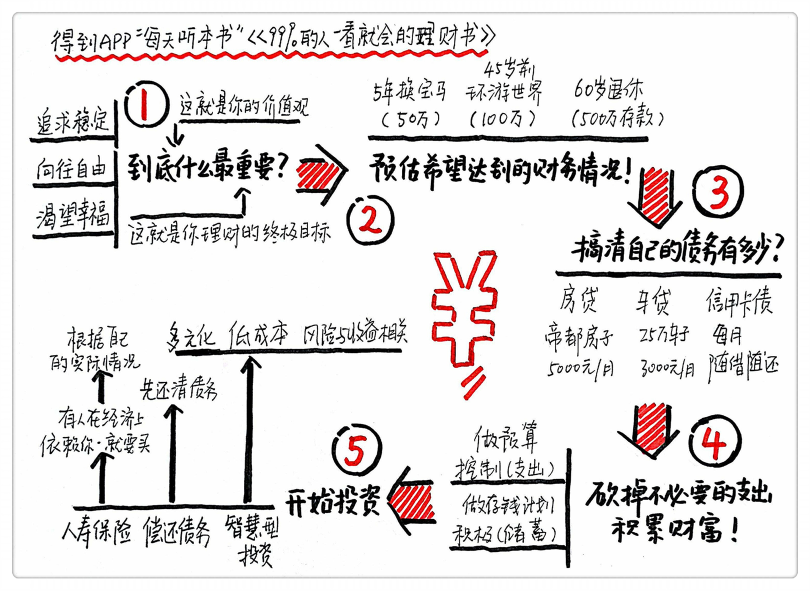 得到APP“每天听本书”《99%的人一看就会的理财书》
1
这就是你的价值观
追求稳定
向往自由
渴望幸福
到底什么最重要?
这就是你理财的终极目标
2
5年换宝马
(50万)
45岁前
环游世界
(100万)
60岁退休
(500万存款)
预估希望达到的财务情况!
3
搞清自己的债务有多少?
房贷
帝都房子
5000元/月
车贷
25万车子
3000元/月
信用卡债
每月
随借随还
4
砍掉不必要的支出,
积累财富!
做预算
控制(支出)
做存钱计划
积极(储蓄)
¥
5
开始投资
多元化 低成本 风险与收益相关
根据自己
的实际情况
先还清债务
有人在经济上
依赖你·就要买
人寿保险
偿还债务
智慧型
投资